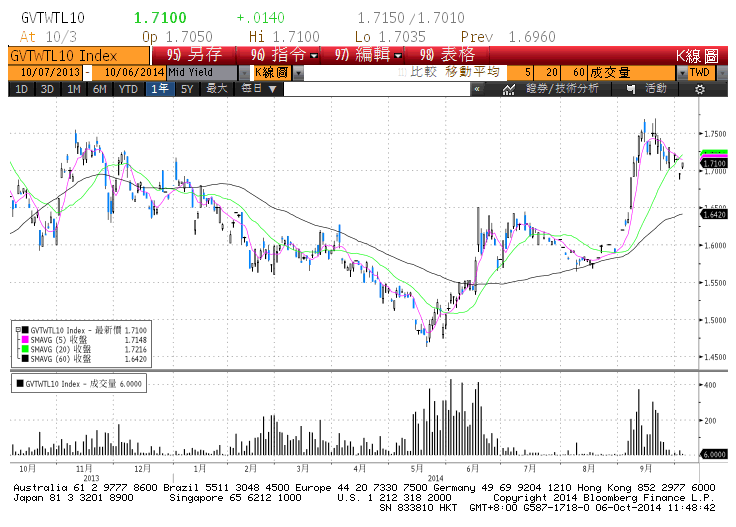 GVTWTL10 1.7100 +.0140 1.7150/1.7010
At 10/3 Op 1.7050 Hi 1.7100 Lo 1.7035 Prev 1.6960
GVTWTL10 Index 95) 另存 96) 指令 97) 編輯 98) 表格 K線圖
10/07/2013 - 10/06/2014 Mid Yield K線圖 比較 移動平均 5 20 60 成交量 TWD
1D 3D 1M 6M YTD 1年 5Y 最大 每日 ▼ « 證券/技術分析 活動
1.7500
1.7100
1.7000
1.6420
1.6000
1.5500
1.5000
1.4500
GVTWTL10 Index - 最新價 1.7100
SMAVG (5) 收盤 1.7148
SMAVG (20) 收盤 1.7216
SMAVG (60) 收盤 1.6420
GVTWTL10 Index - 成交量 6.0000
400
200
6.0000
10月 11月 12月 1月 2月 3月 4月 5月 6月 7月 8月 9月
2013 2014
Australia 61 2 9777 8600 Brazil 5511 3048 4500 Europe 44 20 7330 7500 Germany 49 69 9204 1210 Hong Kong 852 2977 6000
Japan 81 3 3201 8900 Singapore 65 6212 1000 U.S. 1 212 318 2000 Copyright 2014 Bloomberg Finance L.P.
SN 833810 HKT GMT+8:00 G587-1718-0 06-Oct-2014 11:48:42